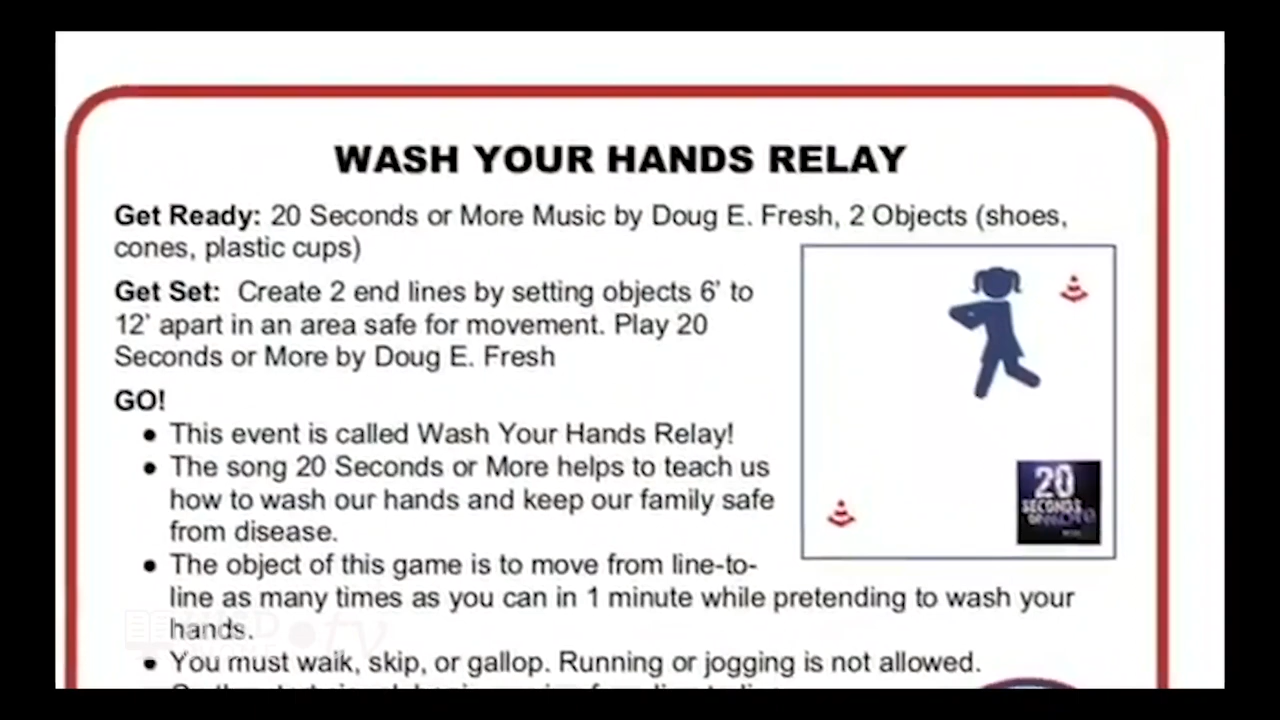 WASH YOUR HANDS RELAY
Get Ready: 20 Seconds or More Music by Doug E. Fresh, 2 Objects (shoes,
cones, plastic cups)
Get Set: Create 2 end lines by setting objects 6' to
12' apart in an area safe for movement. Play 20
Seconds or More by Doug E. Fresh
GO!
● This event is called Wash Your Hands Relay!
● The song 20 Seconds or More helps to teach us
how to wash our hands and keep our family safe
from disease.
● The object of this game is to move from line-to-
line as many times as you can in 1 minute while pretending to wash your
hands.
● You must walk, skip, or gallop. Running or jogging is not allowed.
20
SECONDS
OR more
tv